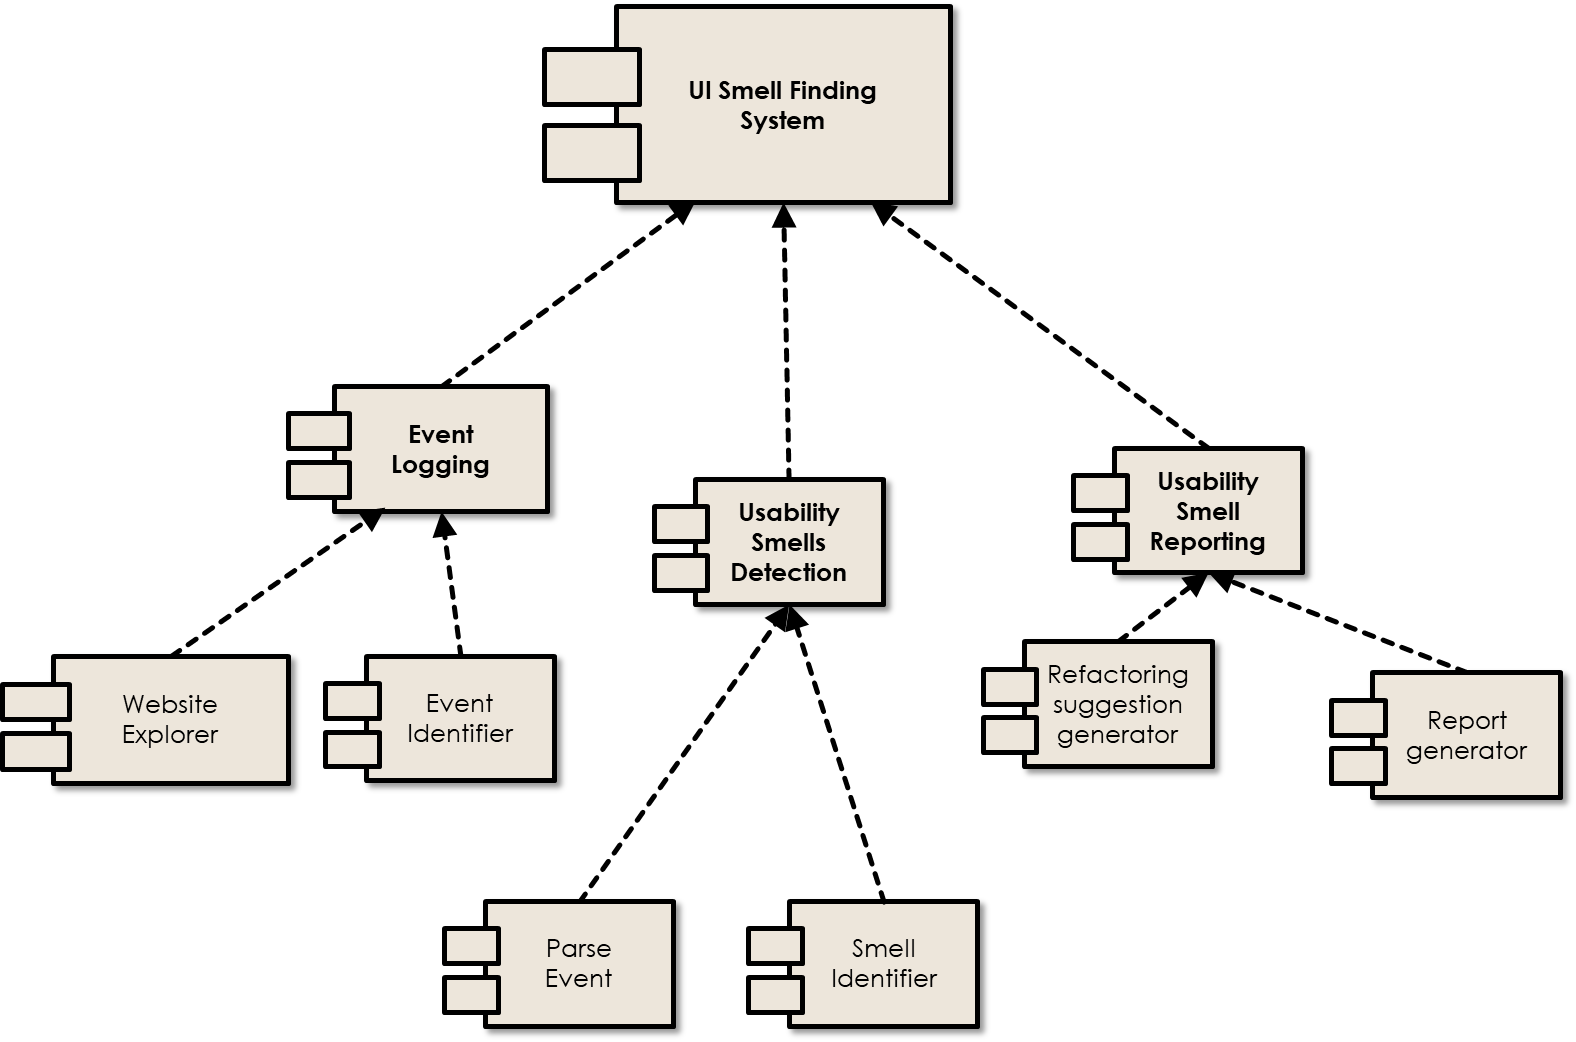 UI Smell Finding
System
Event
Logging
Usability
Smells
Detection
Usability
Smell
Reporting
Website
Explorer
Event
Identifier
Refactoring
suggestion
generator
Report
generator
Parse
Event
Smell
Identifier